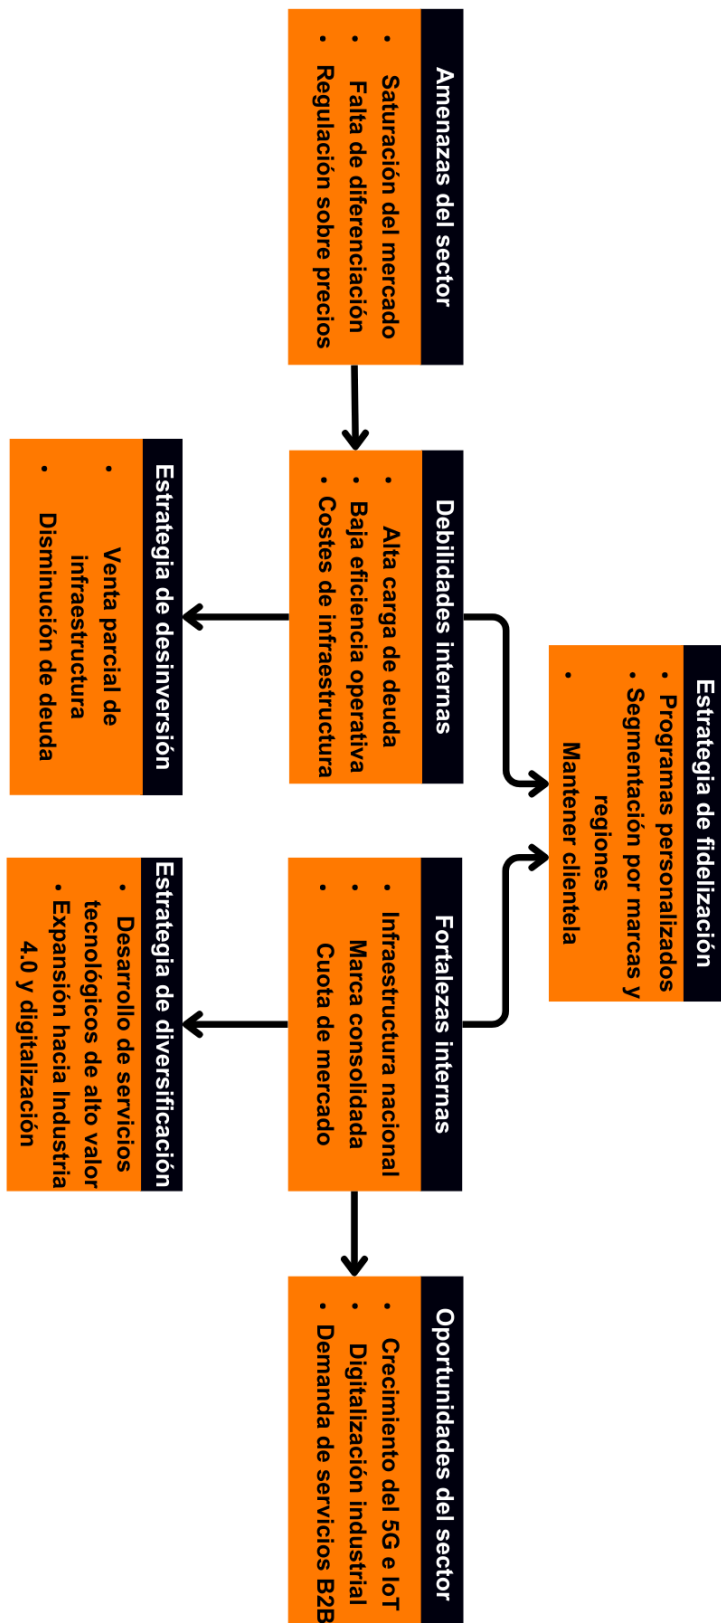 Estrategia de fidelización
• Programas personalizados
• Segmentación por marcas y
regiones
• Mantener clientela
Amenazas del sector
• Saturación del mercado
• Falta de diferenciación
• Regulación sobre precios
Debilidades internas
• Alta carga de deuda
• Baja eficiencia operativa
• Costes de infraestructura
Fortalezas internas
• Infraestructura nacional
• Marca consolidada
• Cuota de mercado
Oportunidades del sector
• Crecimiento del 5G e IoT
• Digitalización industrial
• Demanda de servicios B2B
Estrategia de desinversión
• Venta parcial de
infraestructura
• Disminución de deuda
Estrategia de diversificación
• Desarrollo de servicios
tecnológicos de alto valor
• Expansión hacia Industria
4.0 y digitalización